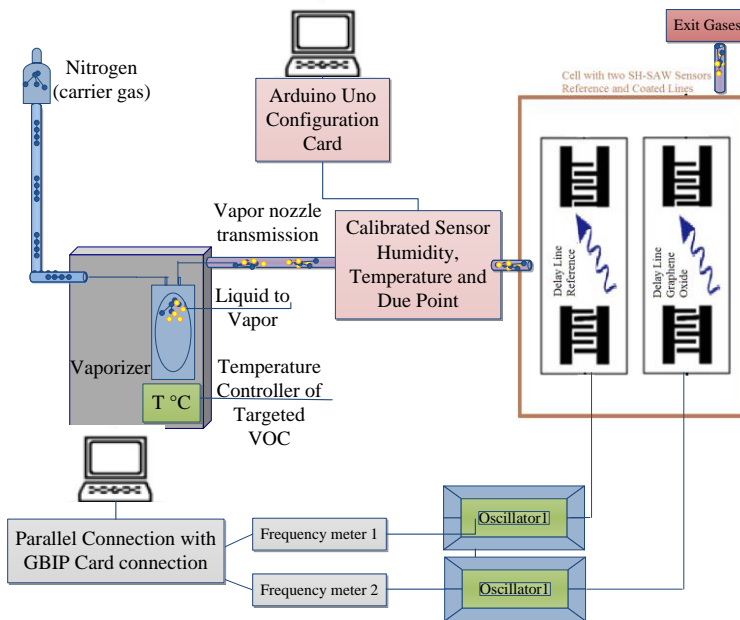 Exit Gases
Nitrogen
(carrier gas)
Cell with two SH-SAW Sensors
Reference and Coated Lines
Arduino Uno
Configuration
Card
Vapor nozzle
transmission
Calibrated Sensor
Humidity,
Temperature and
Due Point
Delay Line
Reference
Delay Line
Graphene
Oxide
Liquid to
Vapor
Vaporizer
T °C
Temperature
Controller of
Targeted
VOC
Parallel Connection with
GBIP Card connection
Frequency meter 1
Oscillator1
Frequency meter 2
Oscillator1